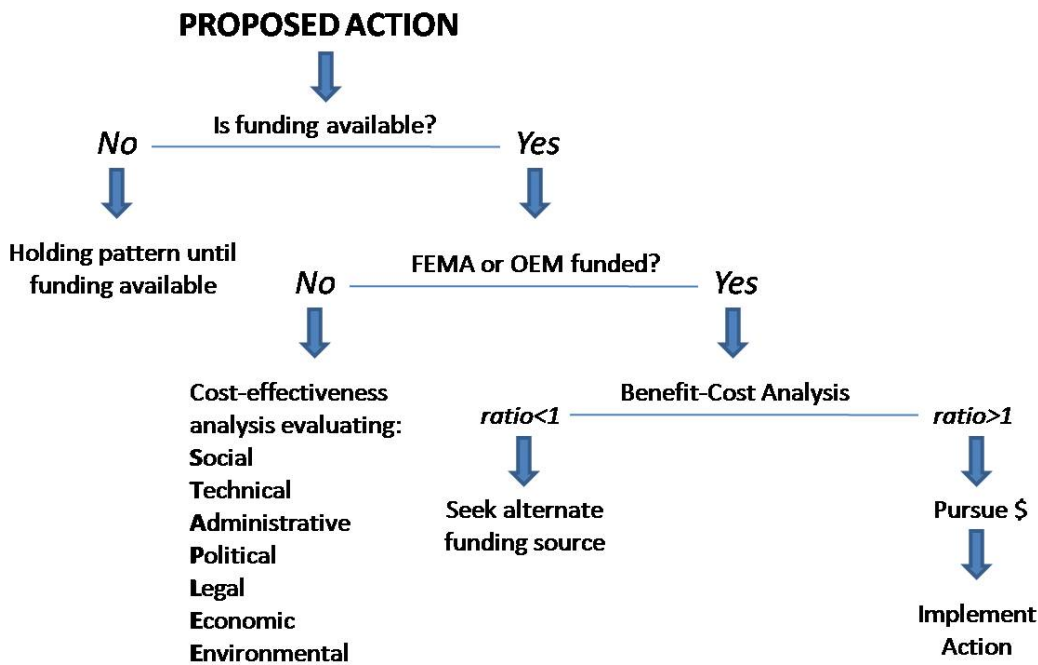 PROPOSED ACTION
Is funding available?
No
Yes
Holding pattern until
funding available
FEMA or OEM funded?
No
Yes
Cost-effectiveness
analysis evaluating:
Social
Technical
Administrative
Political
Legal
Economic
Environmental
Benefit-Cost Analysis
ratio<1
ratio>1
Seek alternate
funding source
Pursue $
Implement
Action